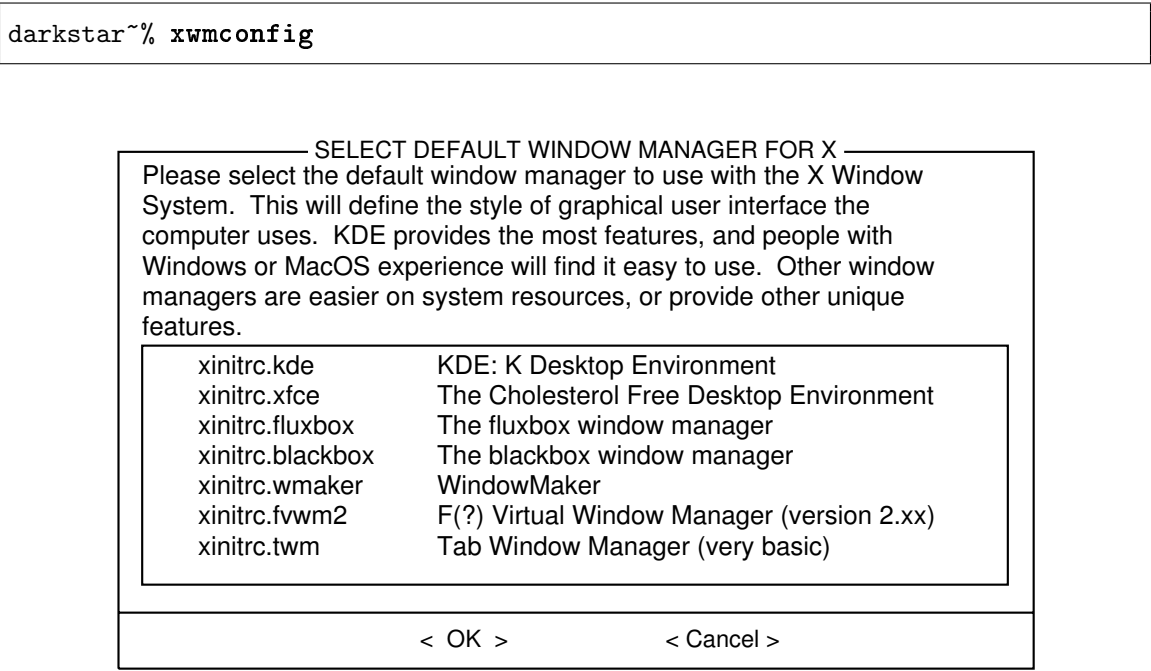 darkstar~% xwmconfig
SELECT DEFAULT WINDOW MANAGER FOR X
Please select the default window manager to use with the X Window
System.  This will define the style of graphical user interface the
computer uses.  KDE provides the most features, and people with
Windows or MacOS experience will find it easy to use.  Other window
managers are easier on system resources, or provide other unique
features.
xinitrc.kde KDE: K Desktop Environment
xinitrc.xfce The Cholesterol Free Desktop Environment
xinitrc.fluxbox The fluxbox window manager
xinitrc.blackbox The blackbox window manager
xinitrc.wmaker WindowMaker
xinitrc.fvwm2 F(?) Virtual Window Manager (version 2.xx)
xinitrc.twm Tab Window Manager (very basic)
< OK > < Cancel >